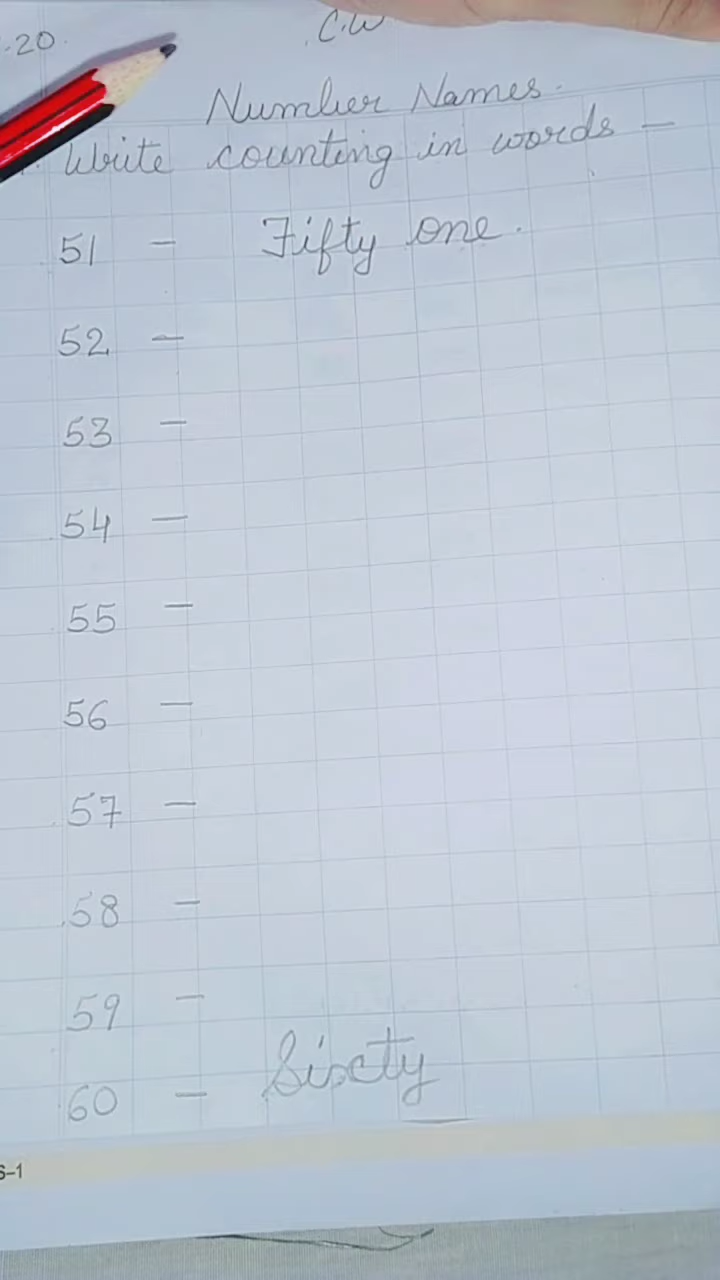 .20
C.W
Number Names.
Write counting in words -
51 - Fifty one.
52 -
53 -
54 -
55 -
56 -
57 -
58 -
59 -
60 - Sixty
S-1